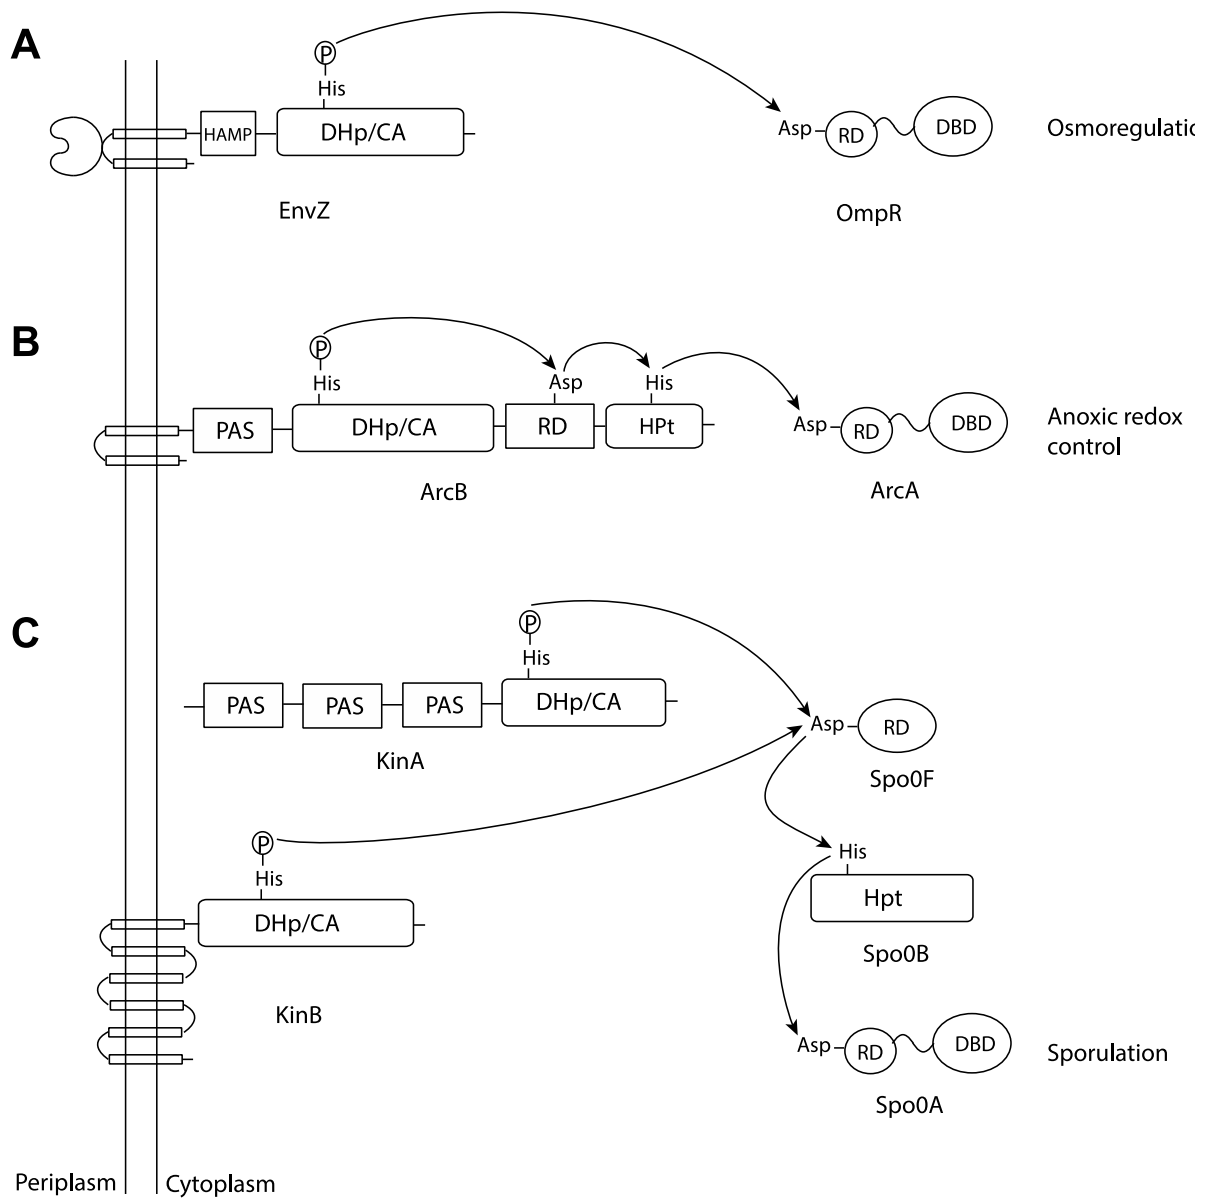 A
P
His
HAMP
DHp/CA
Asp
RD
DBD
Osmoregulatic
EnvZ
OmpR
B
P
His
Asp
His
PAS
DHp/CA
RD
HPt
Asp
RD
DBD
Anoxic redox
control
ArcB
ArcA
C
P
His
PAS
PAS
PAS
DHp/CA
Asp
RD
KinA
Spo0F
P
His
DHp/CA
His
Hpt
Spo0B
KinB
Asp
RD
DBD
Sporulation
Spo0A
Periplasm
Cytoplasm